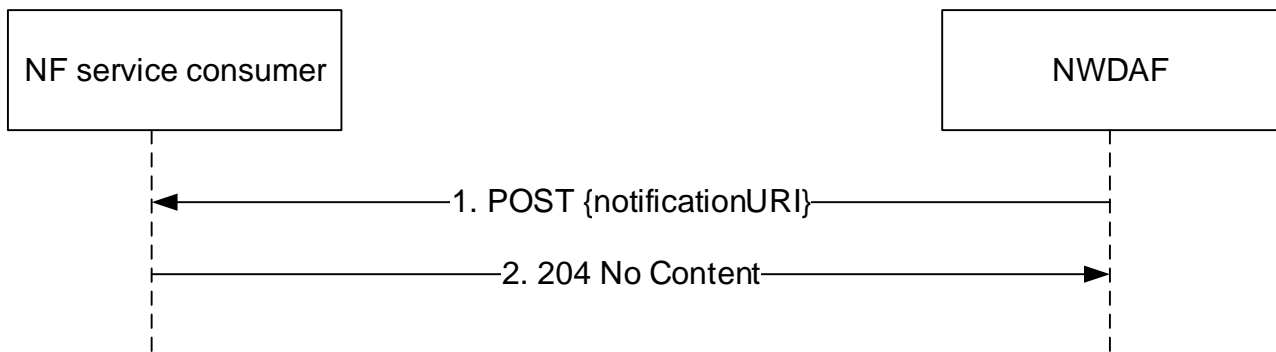 NF service consumer
NWDAF
1. POST {notificationURI}
2. 204 No Content